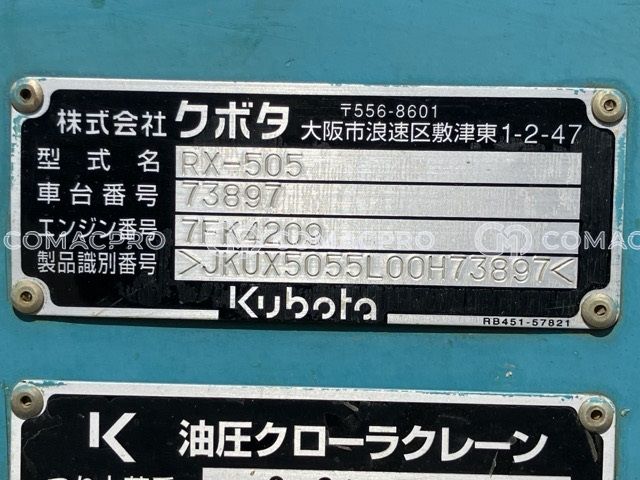 株式会社クボタ 〒556-8601
大阪市浪速区敷津東1-2-47
型式名 RX-505
車台番号 73897
エンジン番号 7FK4209
製品識別番号 >JKUX5055L00H73897<
COMACPRO COMACPRO COMACPRO
Kubota
RB451-57821
K 油圧クローラクレーン